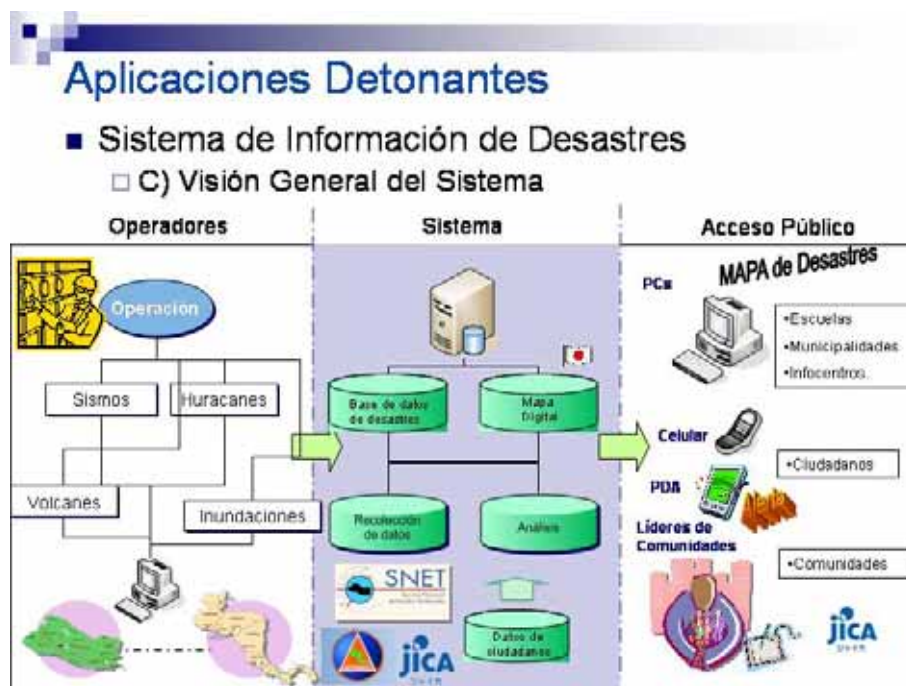 Aplicaciones Detonantes
Sistema de Información de Desastres
C) Visión General del Sistema
Operadores
Sistema
Acceso Público
Operación
Sismos
Huracanes
Volcanes
Inundaciones
Base de datos
de desastres
Mapa
Digital
Recolección
de datos
Análisis
SNET
JICA
Datos de
ciudadanos
MAPA de Desastres
PCs
•Escuelas
•Municipalidades
•Infocentros.
Celular
•Ciudadanos
PDA
Alerta
Líderes de
Comunidades
•Comunidades
JICA